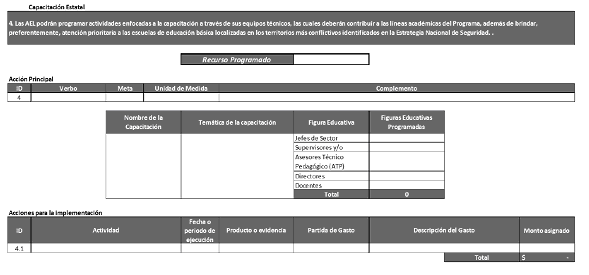 Capacitación Estatal
4. Las AEL podrán programar actividades enfocadas a la capacitación a través de sus equipos técnicos, las cuales deberán contribuir a las líneas académicas del Programa, además de brindar,
preferentemente, atención prioritaria a las escuelas de educación básica localizadas en los territorios más conflictivos identificados en la Estrategia Nacional de Seguridad. .
Recurso Programado
Acción Principal
ID Verbo Meta Unidad de Medida Complemento
4
Nombre de la Capacitación Temática de la capacitación Figura Educativa Figuras Educativas Programadas
Jefes de Sector
Supervisores y/o
Asesores Técnico
Pedagógico (ATP)
Directores
Docentes
Total 0
Acciones para la Implementación
ID Actividad Fecha o periodo de ejecución Producto o evidencia Partida de Gasto Descripción del Gasto Monto asignado
4.1
Total $ -